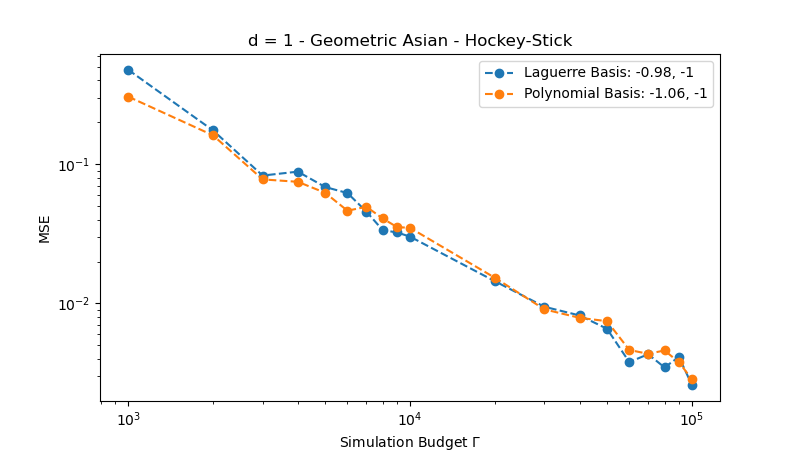 d = 1 - Geometric Asian - Hockey-Stick
Laguerre Basis: -0.98, -1
Polynomial Basis: -1.06, -1
MSE
10⁻¹
10⁻²
10³
10⁴
10⁵
Simulation Budget Γ